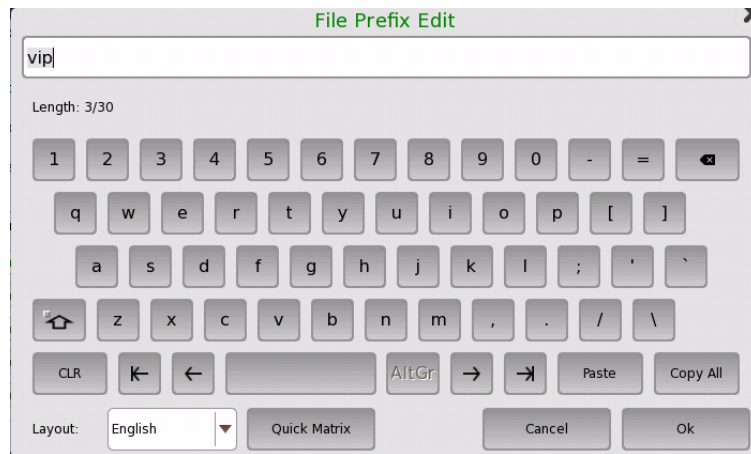 File Prefix Edit
vip
Length: 3/30
1 2 3 4 5 6 7 8 9 0 - =
q w e r t y u i o p [ ]
a s d f g h j k l ; ' `
z x c v b n m , . / \
CLR AltGr Paste Copy All
Layout: English Quick Matrix Cancel Ok